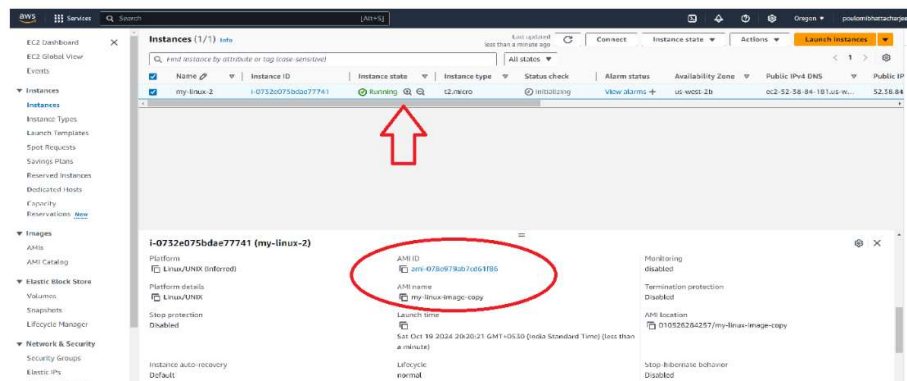 aws Services Search [Alt+S] Oregon poulomibhattacharjee
EC2 Dashboard
EC2 Global View
Events
Instances
Instances
Instance Types
Launch Templates
Spot Requests
Savings Plans
Reserved Instances
Dedicated Hosts
Capacity
Reservations New
Images
AMIs
AMI Catalog
Elastic Block Store
Volumes
Snapshots
Lifecycle Manager
Network & Security
Security Groups
Elastic IPs
Instances (1/1) Info
Last updated
less than a minute ago
Connect Instance state Actions Launch instances
Find Instance by attribute or tag (case-sensitive) All states 1
Name Instance ID Instance state Instance type Status check Alarm status Availability Zone Public IPv4 DNS Public IP
my-linux-2 i-0732e075bdae77741 Running t2.micro Initializing View alarms + us-west-2b ec2-52-38-84-181.us-w... 52.38.84
i-0732e075bdae77741 (my-linux-2)
Platform AMI ID Monitoring
Linux/UNIX (Inferred) ami-078e979ab7cd61f86 disabled
Platform details AMI name Termination protection
Linux/UNIX my-linux-image-copy Disabled
Stop protection Launch time AMI location
Disabled 010526284257/my-linux-image-copy
Sat Oct 19 2024 20:20:21 GMT+0530 (India Standard Time) (less than
a minute)
Instance auto-recovery Lifecycle Stop-hibernate behavior
Default normal Disabled